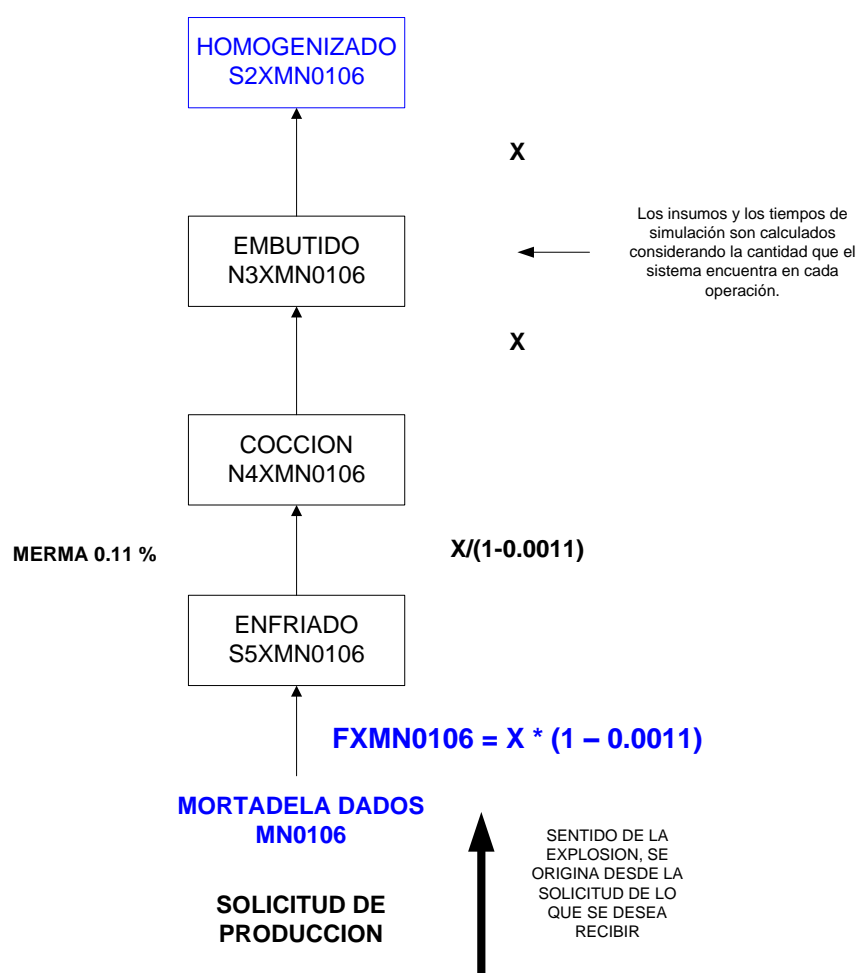 HOMOGENIZADO
S2XMN0106
X
EMBUTIDO
N3XMN0106
Los insumos y los tiempos de
simulación son calculados
considerando la cantidad que el
sistema encuentra en cada
operación.
X
COCCION
N4XMN0106
MERMA 0.11 %
X/(1-0.0011)
ENFRIADO
S5XMN0106
FXMN0106 = X * (1 – 0.0011)
MORTADELA DADOS
MN0106
SENTIDO DE LA
EXPLOSION, SE
ORIGINA DESDE LA
SOLICITUD DE LO
QUE SE DESEA
RECIBIR
SOLICITUD DE
PRODUCCION